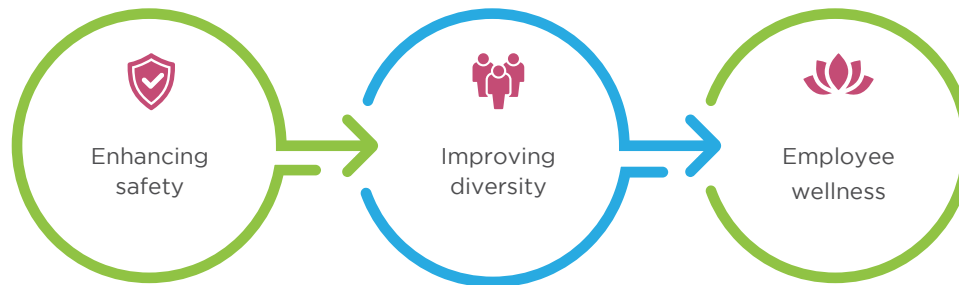 Enhancing
safety
Improving
diversity
Employee
wellness